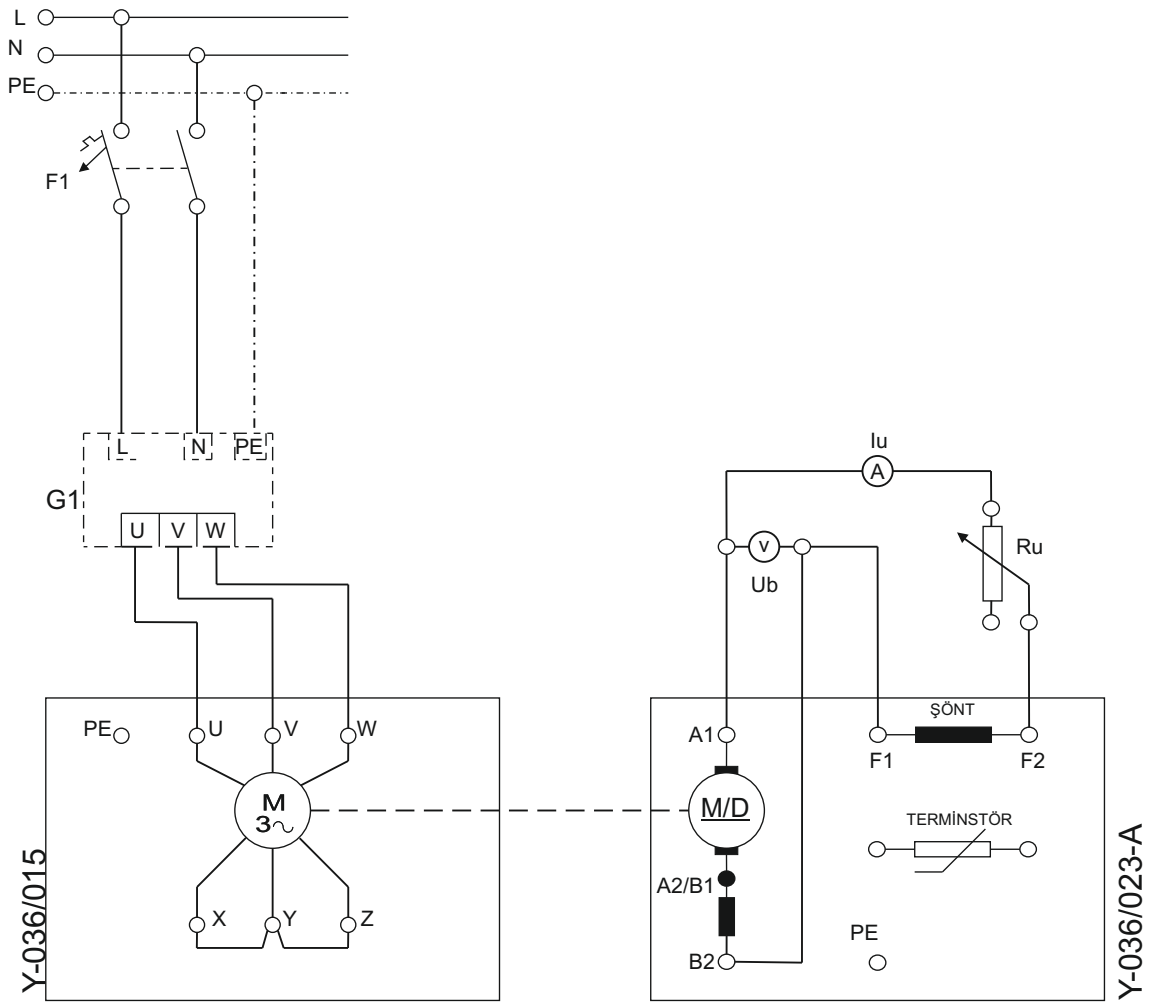 L
N
PE
F1
L N PE
G1
U V W
Iu
A
v
Ub
Ru
PE U V W
M
3~
X Y Z
Y-036/015
A1
M/D
A2/B1
B2
ŞÖNT
F1 F2
TERMİNSTÖR
PE
Y-036/023-A